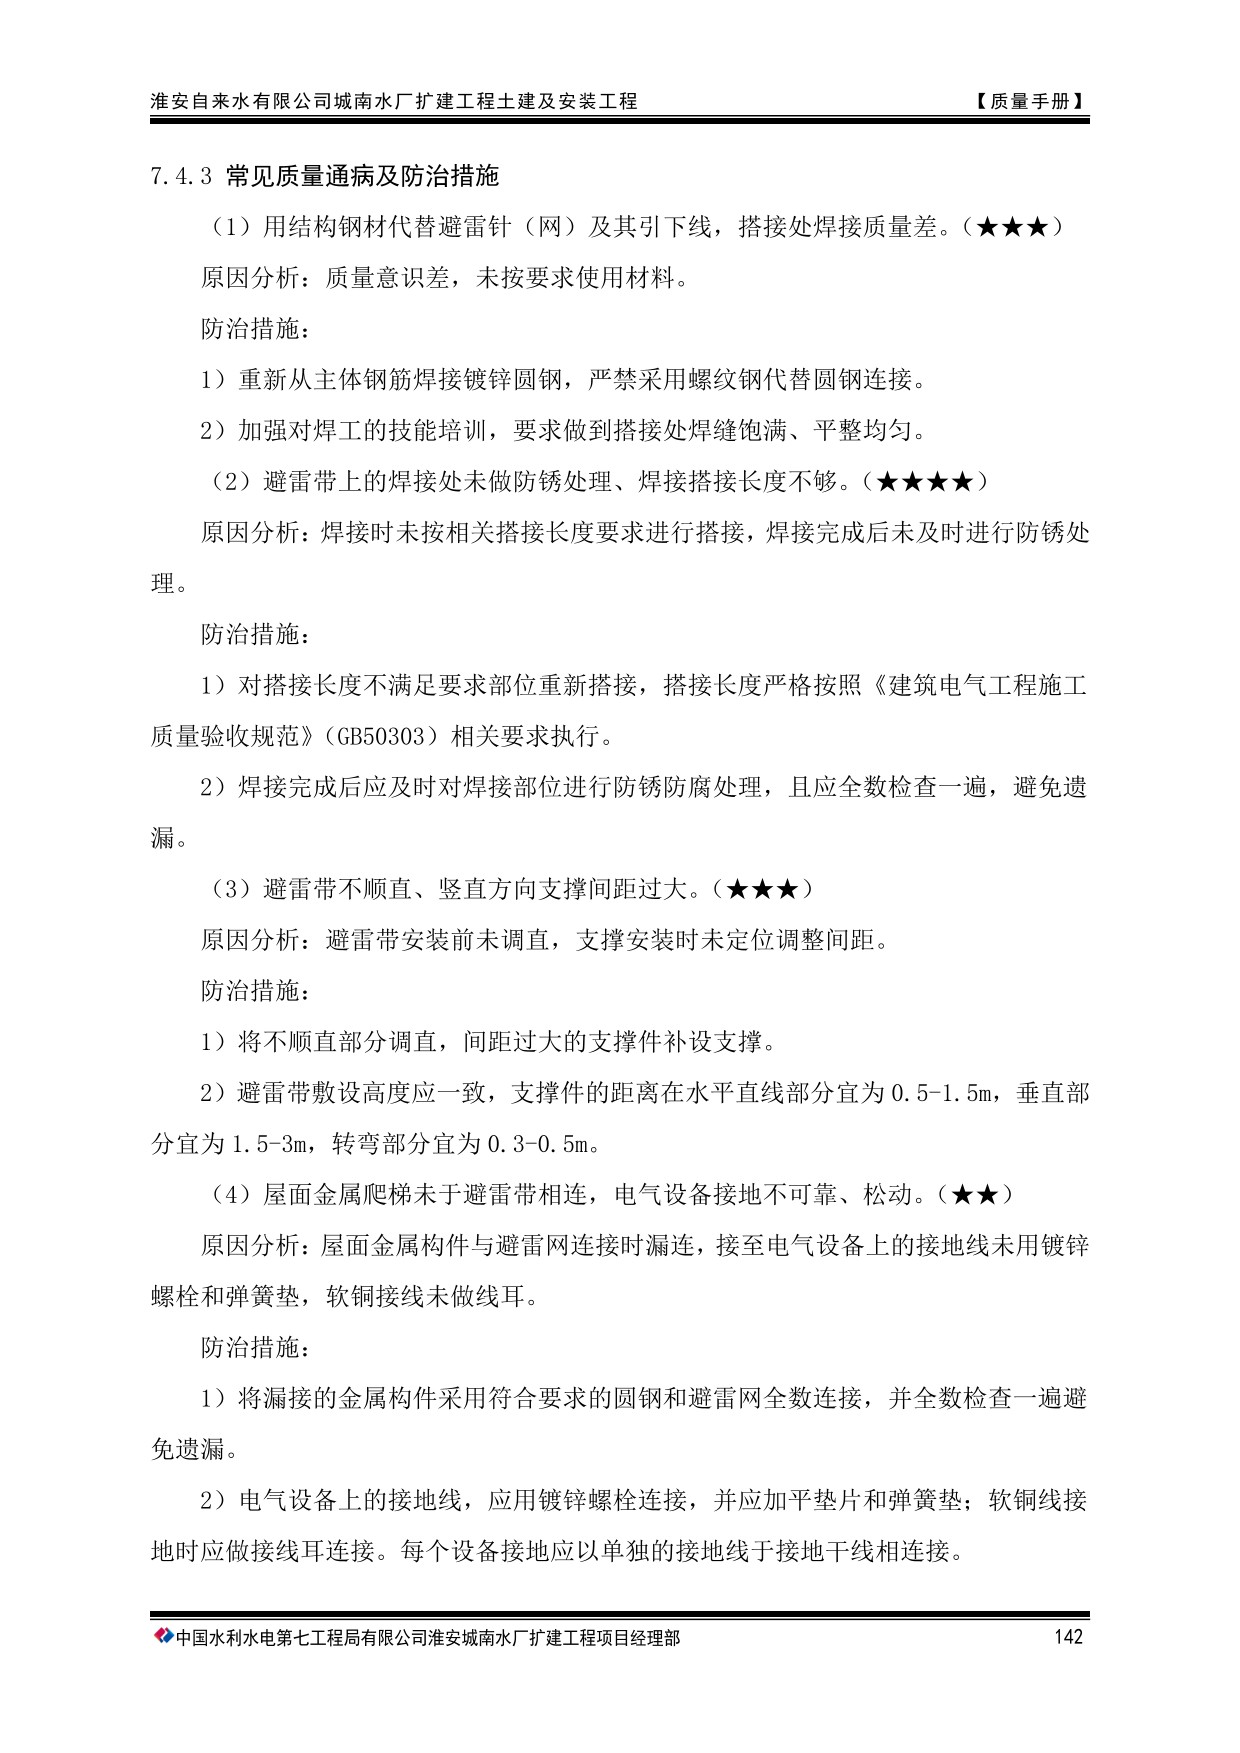 淮安自来水有限公司城南水厂扩建工程土建及安装工程 【质量手册】
7.4.3 常见质量通病及防治措施
（1）用结构钢材代替避雷针（网）及其引下线，搭接处焊接质量差。（★★★）
原因分析：质量意识差，未按要求使用材料。
防治措施：
1）重新从主体钢筋焊接镀锌圆钢，严禁采用螺纹钢代替圆钢连接。
2）加强对焊工的技能培训，要求做到搭接处焊缝饱满、平整均匀。
（2）避雷带上的焊接处未做防锈处理、焊接搭接长度不够。（★★★★）
原因分析：焊接时未按相关搭接长度要求进行搭接，焊接完成后未及时进行防锈处
理。
防治措施：
1）对搭接长度不满足要求部位重新搭接，搭接长度严格按照《建筑电气工程施工
质量验收规范》（GB50303）相关要求执行。
2）焊接完成后应及时对焊接部位进行防锈防腐处理，且应全数检查一遍，避免遗
漏。
（3）避雷带不顺直、竖直方向支撑间距过大。（★★★）
原因分析：避雷带安装前未调直，支撑安装时未定位调整间距。
防治措施：
1）将不顺直部分调直，间距过大的支撑件补设支撑。
2）避雷带敷设高度应一致，支撑件的距离在水平直线部分宜为 0.5-1.5m，垂直部
分宜为 1.5-3m，转弯部分宜为 0.3-0.5m。
（4）屋面金属爬梯未于避雷带相连，电气设备接地不可靠、松动。（★★）
原因分析：屋面金属构件与避雷网连接时漏连，接至电气设备上的接地线未用镀锌
螺栓和弹簧垫，软铜接线未做线耳。
防治措施：
1）将漏接的金属构件采用符合要求的圆钢和避雷网全数连接，并全数检查一遍避
免遗漏。
2）电气设备上的接地线，应用镀锌螺栓连接，并应加平垫片和弹簧垫；软铜线接
地时应做接线耳连接。每个设备接地应以单独的接地线于接地干线相连接。
中国水利水电第七工程局有限公司淮安城南水厂扩建工程项目经理部 142